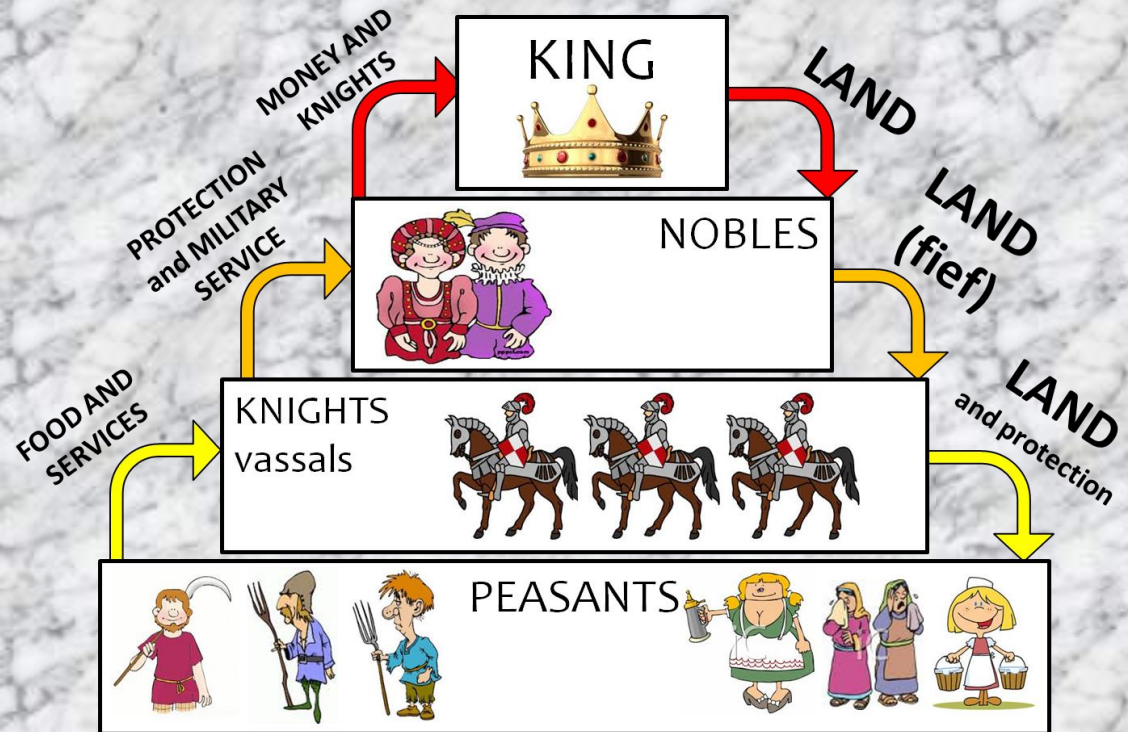 MONEY AND
KNIGHTS
KING
LAND
PROTECTION
and MILITARY
SERVICE
NOBLES
LAND
(fief)
FOOD AND
SERVICES
KNIGHTS
vassals
LAND
and protection
PEASANTS